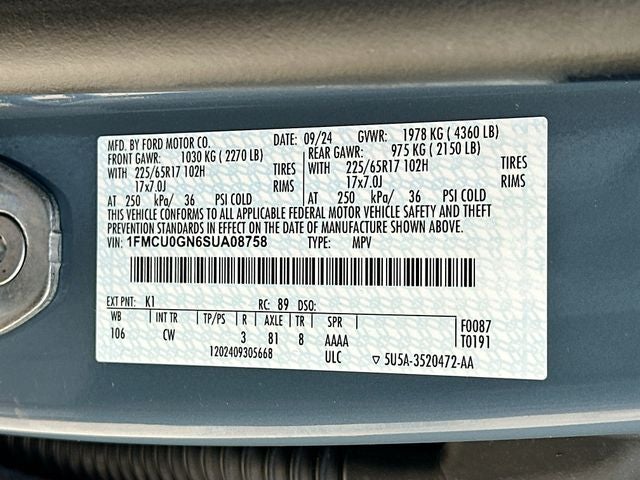 MFD. BY FORD MOTOR CO. DATE: 09/24 GVWR: 1978 KG ( 4360 LB)
FRONT GAWR: 1030 KG ( 2270 LB) REAR GAWR: 975 KG ( 2150 LB)
WITH 225/65R17 102H TIRES WITH 225/65R17 102H TIRES
17x7.0J RIMS 17x7.0J RIMS
AT 250 kPa/ 36 PSI COLD AT 250 kPa/ 36 PSI COLD
THIS VEHICLE CONFORMS TO ALL APPLICABLE FEDERAL MOTOR VEHICLE SAFETY AND THEFT
PREVENTION STANDARDS IN EFFECT ON THE DATE OF MANUFACTURE SHOWN ABOVE.
VIN: 1FMCU0GN6SUA08758 TYPE: MPV
EXT PNT: K1 RC: 89 DSO:
WB INT TR TP/PS R AXLE TR SPR F0087
106 CW 3 81 8 AAAA T0191
1202409305668 ULC ▽ 5U5A-3520472-AA